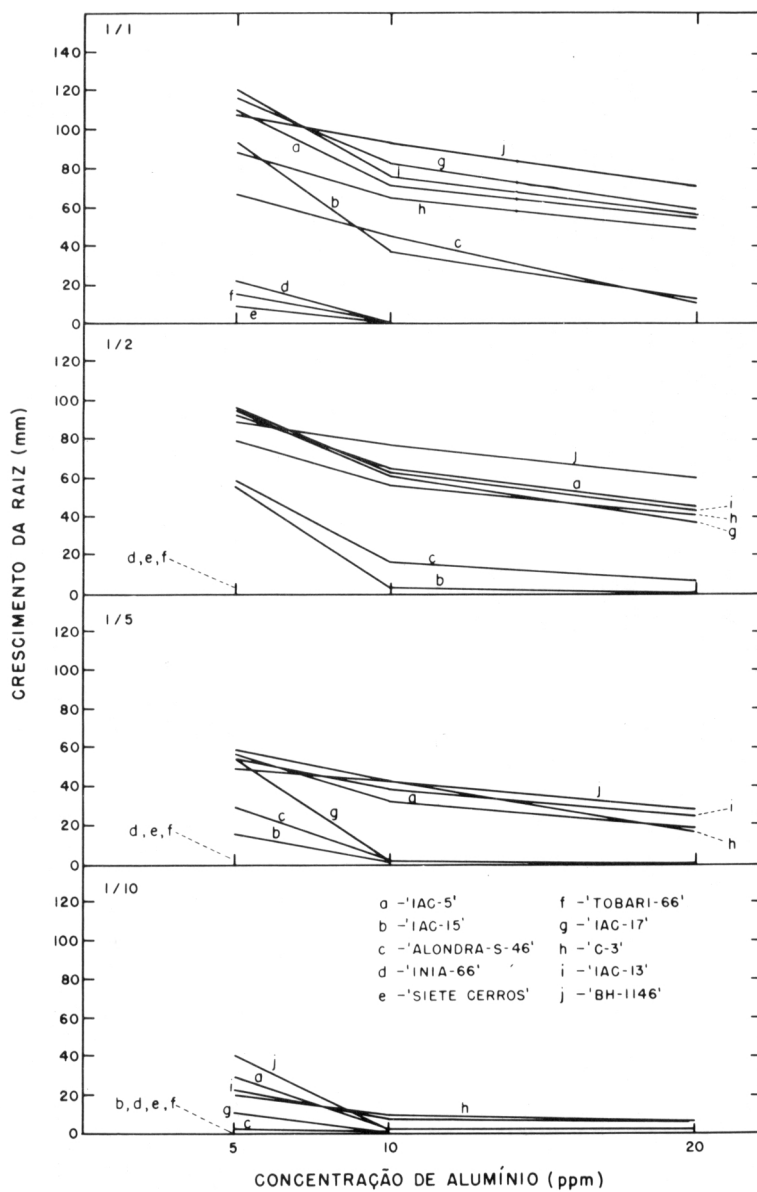 CRESCIMENTO DA RAIZ (mm)
1/1
140
120
100
80
60
40
20
0
a
b
c
d
e
f
g
h
i
j
1/2
120
100
80
60
40
20
0
d,e,f
j
a
i
h
g
c
b
1/5
120
100
80
60
40
20
0
d,e,f
c
b
g
a
j
i
h
1/10
120
100
80
60
40
20
0
a -'IAC-5' f -'TOBARI-66'
b -'IAC-15' g -'IAC-17'
c -'ALONDRA-S-46' h -'C-3'
d -'INIA-66' i -'IAC-13'
e -'SIETE CERROS' j -'BH-1146'
b,d,e,f
j
a
i
g
c
h
5 10 20
CONCENTRAÇÃO DE ALUMÍNIO (ppm)